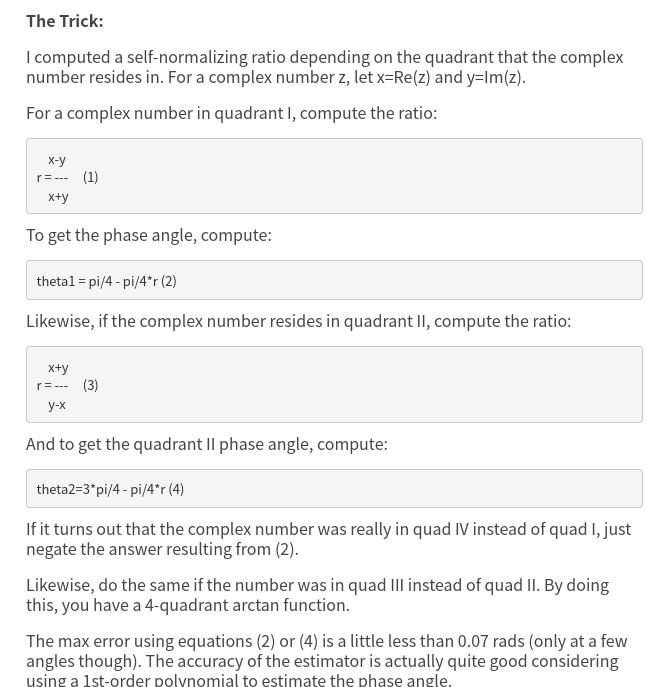 The Trick:
I computed a self-normalizing ratio depending on the quadrant that the complex
number resides in. For a complex number z, let x=Re(z) and y=Im(z).
For a complex number in quadrant I, compute the ratio:
x-y
r = --- (1)
x+y
To get the phase angle, compute:
theta1 = pi/4 - pi/4*r (2)
Likewise, if the complex number resides in quadrant II, compute the ratio:
x+y
r = --- (3)
y-x
And to get the quadrant II phase angle, compute:
theta2=3*pi/4 - pi/4*r (4)
If it turns out that the complex number was really in quad IV instead of quad I, just
negate the answer resulting from (2).
Likewise, do the same if the number was in quad III instead of quad II. By doing
this, you have a 4-quadrant arctan function.
The max error using equations (2) or (4) is a little less than 0.07 rads (only at a few
angles though). The accuracy of the estimator is actually quite good considering
using a 1st-order polynomial to estimate the phase angle.